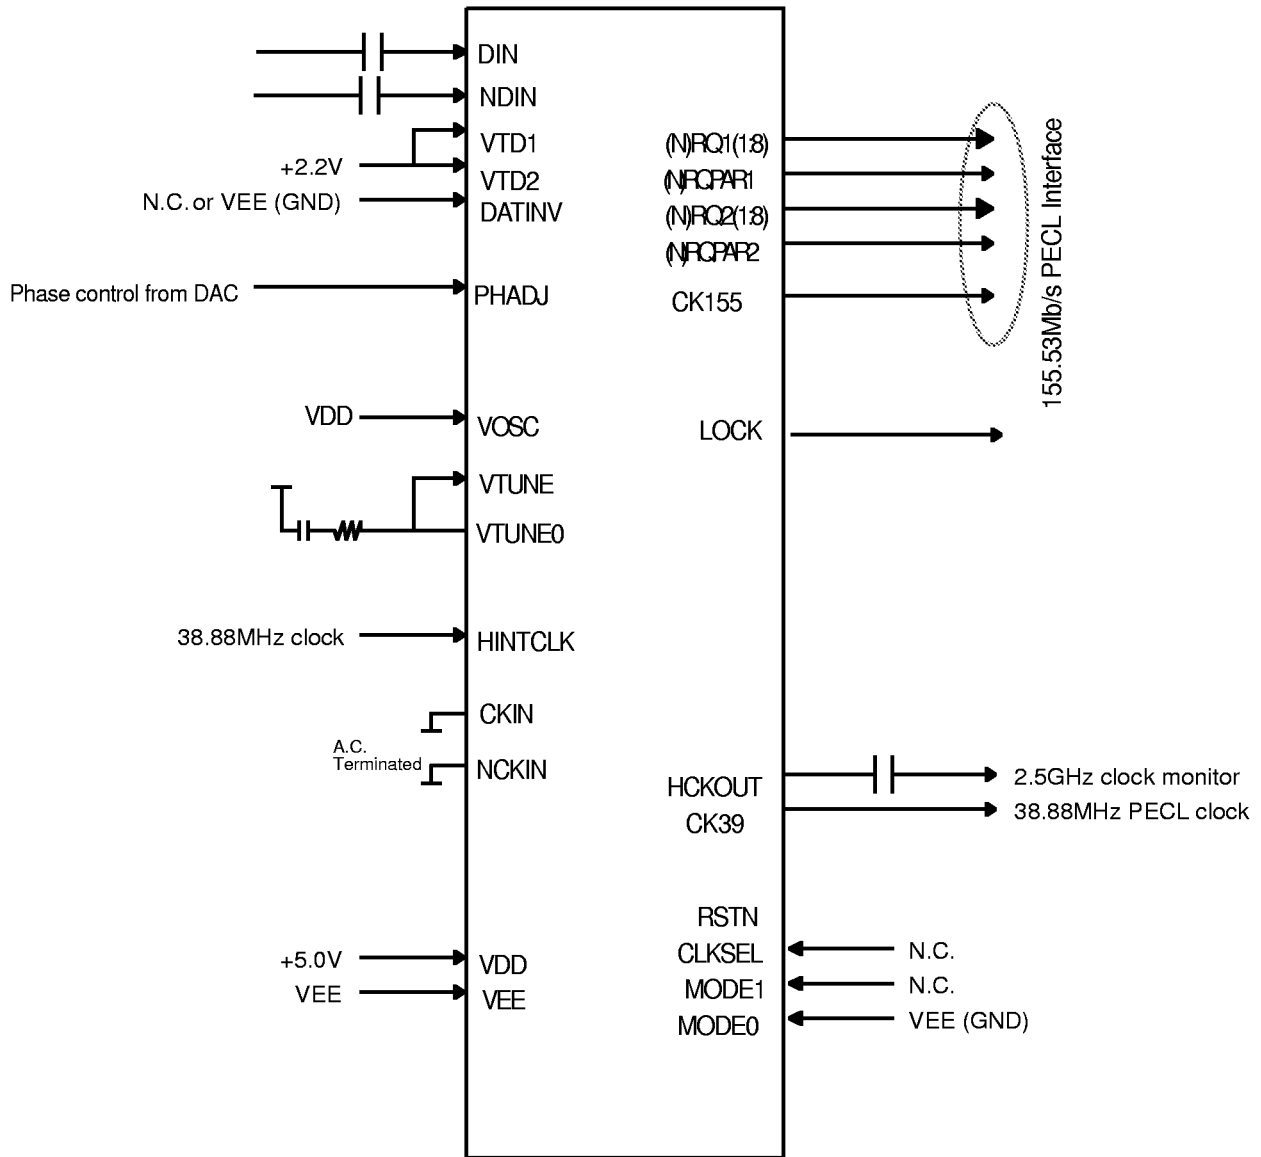 DIN
NDIN
VTD1
+2.2V
VTD2
N.C. or VEE (GND)
DATINV
Phase control from DAC
PHADJ
VDD
VOSC
VTUNE
VTUNE0
38.88MHz clock
HINTCLK
CKIN
A.C.
Terminated
NCKIN
+5.0V
VDD
VEE
VEE
(N)RQ1(1:8)
(N)RQPAR1
(N)RQ2(1:8)
(N)RQPAR2
CK155
155.53Mb/s PECL Interface
LOCK
HCKOUT
2.5GHz clock monitor
CK39
38.88MHz PECL clock
RSTN
CLKSEL
N.C.
MODE1
N.C.
MODE0
VEE (GND)